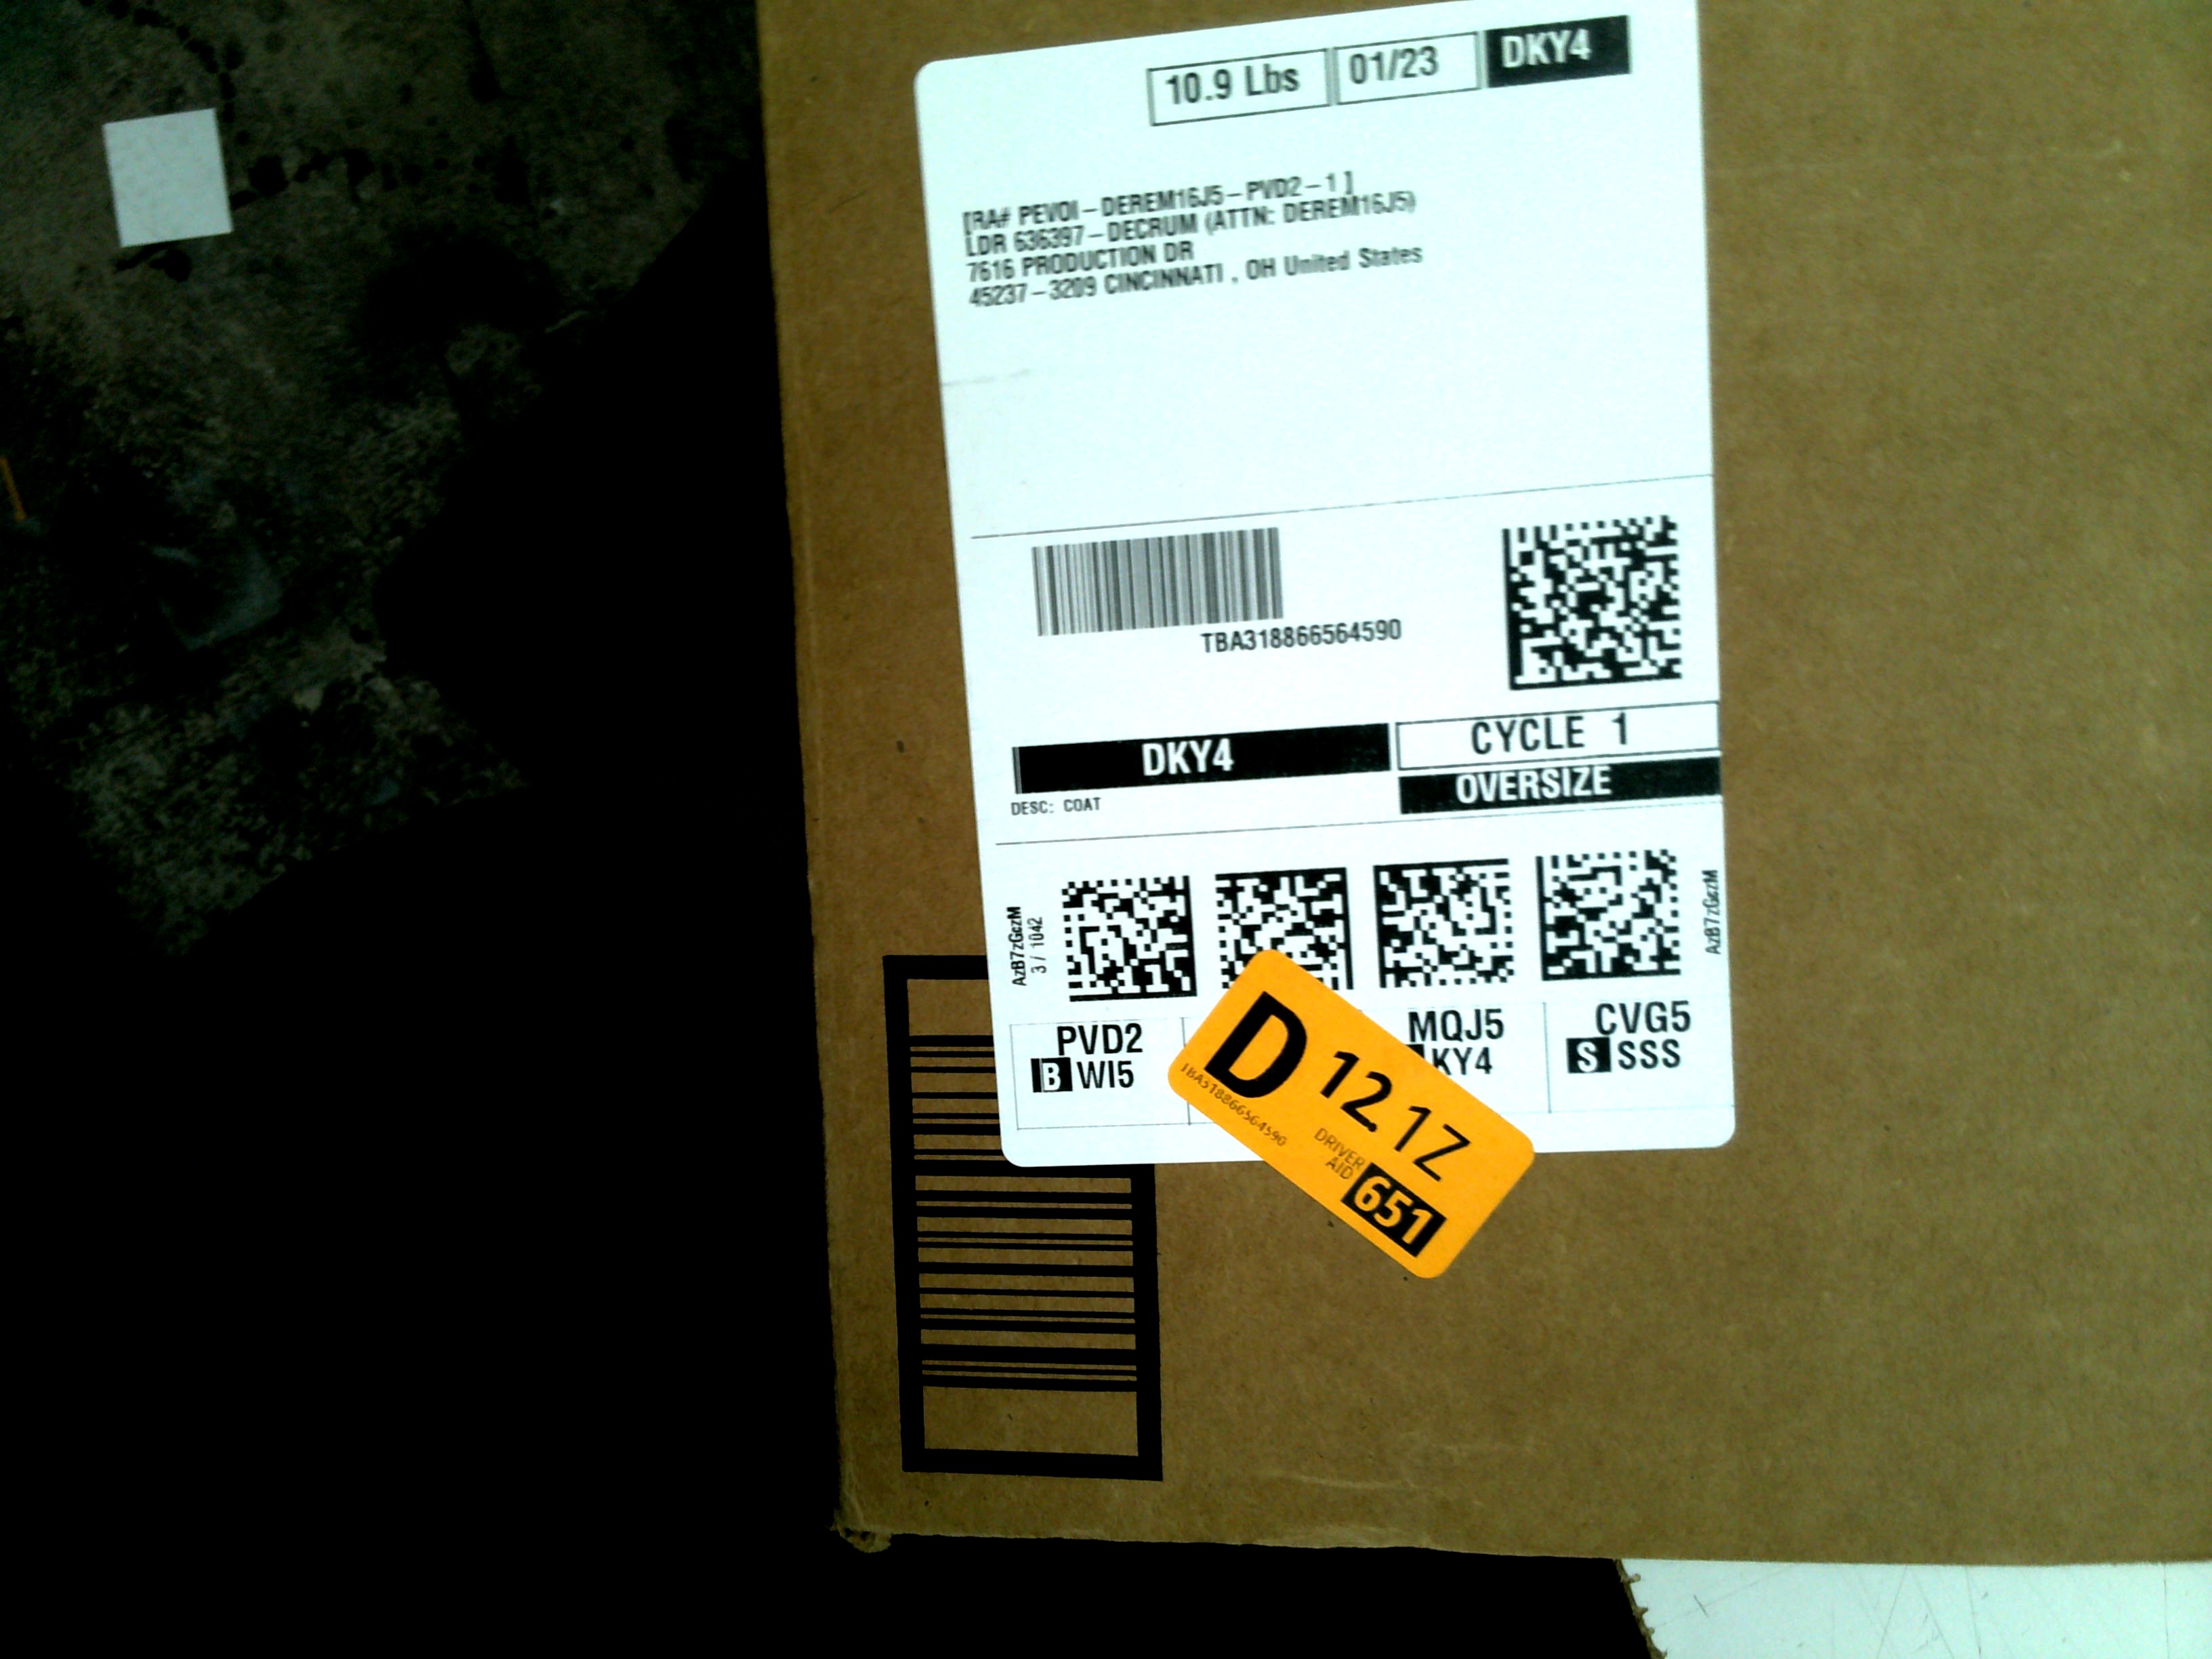 10.9 Lbs 01/23 DKY4
[RA# PEVOI-DEREM16J5-PVD2-1 ]
LDR 636397-DECRUM (ATTN: DEREM16J5)
7616 PRODUCTION DR
45237-3209 CINCINNATI , OH United States
TBA318866564590
DKY4
CYCLE 1
OVERSIZE
DESC: COAT
AzB7zGczM
3 / 1042
AzB7zGczM
PVD2
B WI5
MQJ5
KY4
CVG5
S SSS
D 12.1Z
TBA318866564590
DRIVER
AID
651